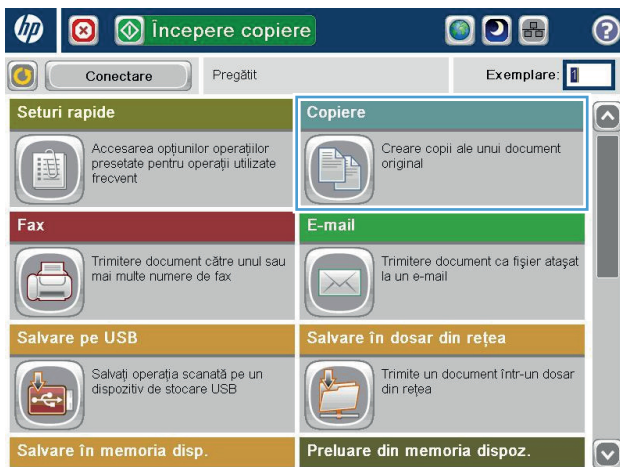 hp
Începere copiere
?
Conectare
Pregătit
Exemplare: 1
Seturi rapide
Accesarea opţiunilor operaţiilor
presetate pentru operaţii utilizate
frecvent
Copiere
Creare copii ale unui document
original
Fax
Trimitere document către unul sau
mai multe numere de fax
E-mail
Trimitere document ca fişier ataşat
la un e-mail
Salvare pe USB
Salvaţi operaţia scanată pe un
dispozitiv de stocare USB
Salvare în dosar din reţea
Trimite un document într-un dosar
din reţea
Salvare în memoria disp.
Preluare din memoria dispoz.